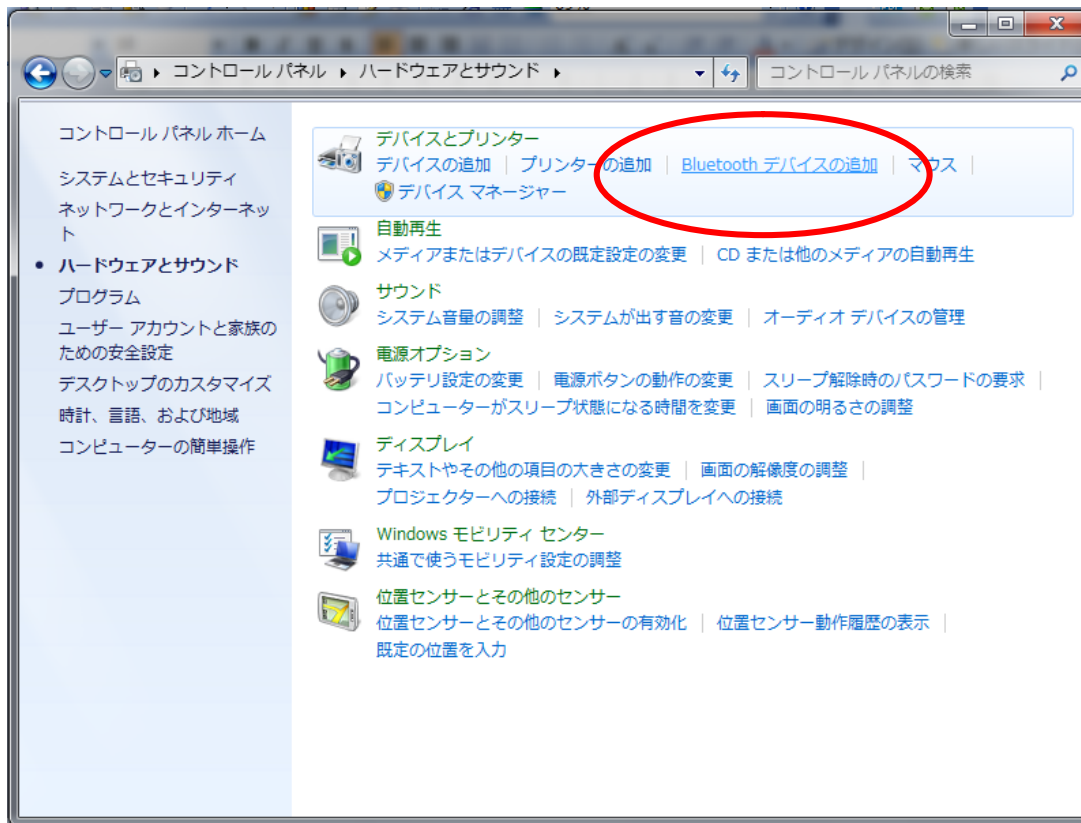 コントロール パネル ▸ ハードウェアとサウンド ▸
コントロール パネルの検索
コントロール パネル ホーム
システムとセキュリティ
ネットワークとインターネッ
ト
ハードウェアとサウンド
プログラム
ユーザー アカウントと家族の
ための安全設定
デスクトップのカスタマイズ
時計、言語、および地域
コンピューターの簡単操作
デバイスとプリンター
デバイスの追加 | プリンターの追加 | Bluetooth デバイスの追加 | マウス |
デバイス マネージャー
自動再生
メディアまたはデバイスの既定設定の変更 | CD または他のメディアの自動再生
サウンド
システム音量の調整 | システムが出す音の変更 | オーディオ デバイスの管理
電源オプション
バッテリ設定の変更 | 電源ボタンの動作の変更 | スリープ解除時のパスワードの要求 |
コンピューターがスリープ状態になる時間を変更 | 画面の明るさの調整
ディスプレイ
テキストやその他の項目の大きさの変更 | 画面の解像度の調整 |
プロジェクターへの接続 | 外部ディスプレイへの接続
Windows モビリティ センター
共通で使うモビリティ設定の調整
位置センサーとその他のセンサー
位置センサーとその他のセンサーの有効化 | 位置センサー動作履歴の表示 |
既定の位置を入力